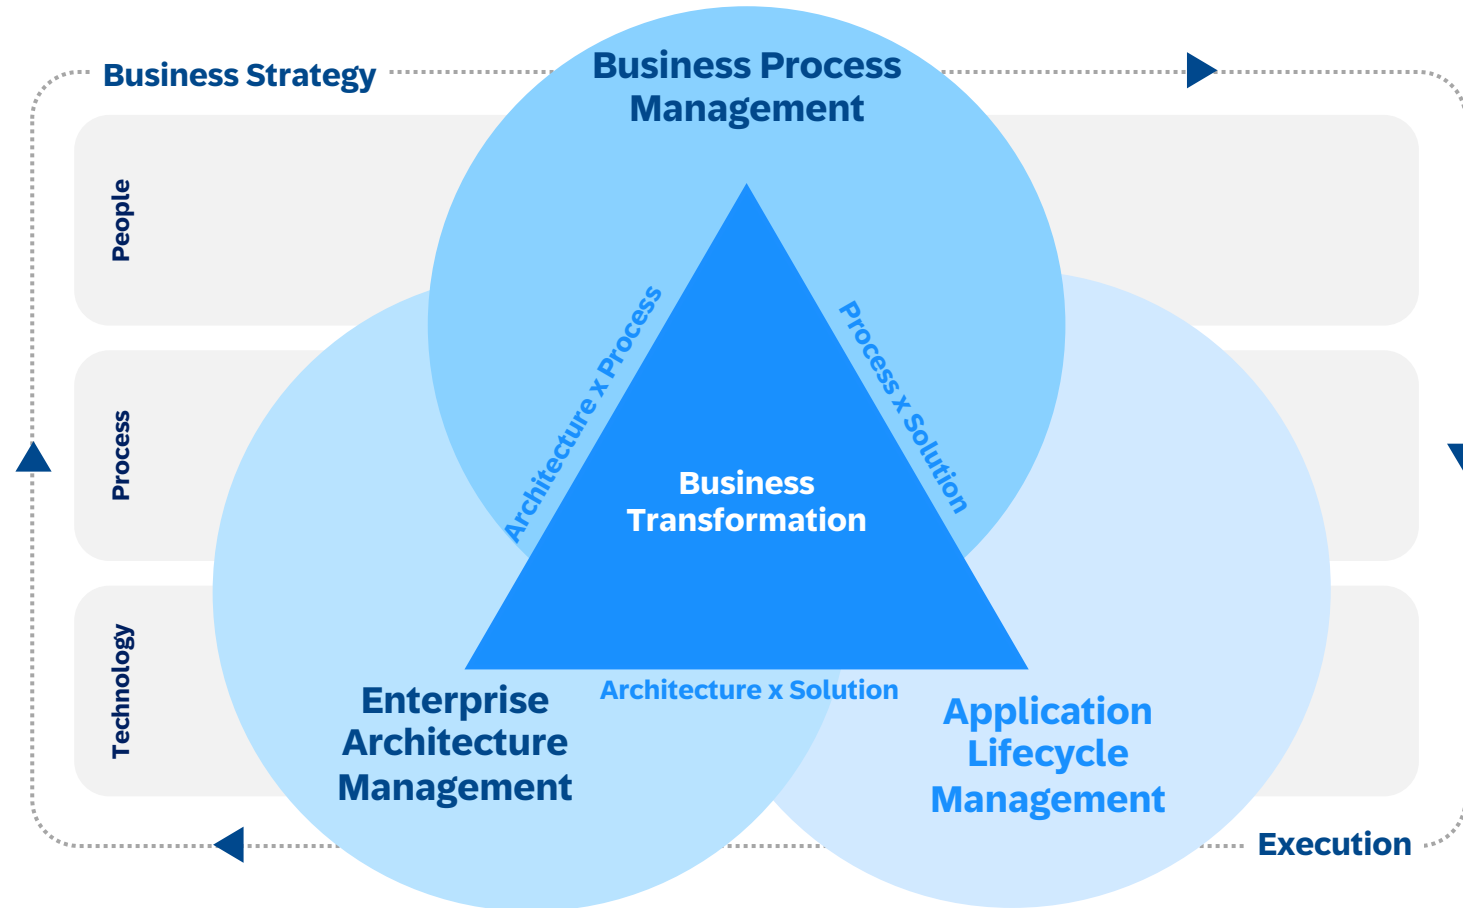 Business Strategy
Business Process
Management
People
Architecture x Process
Process x Solution
Process
Business
Transformation
Technology
Architecture x Solution
Enterprise
Architecture
Management
Application
Lifecycle
Management
Execution